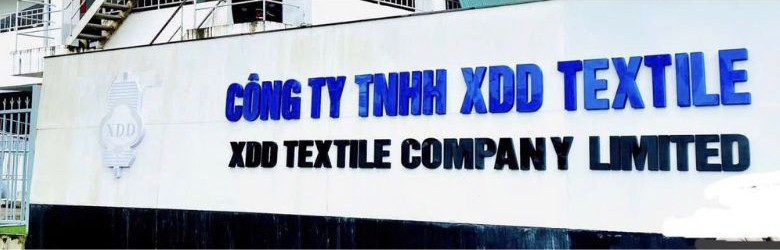 XDD
CÔNG TY TNHH XDD TEXTILE
XDD TEXTILE COMPANY LIMITED